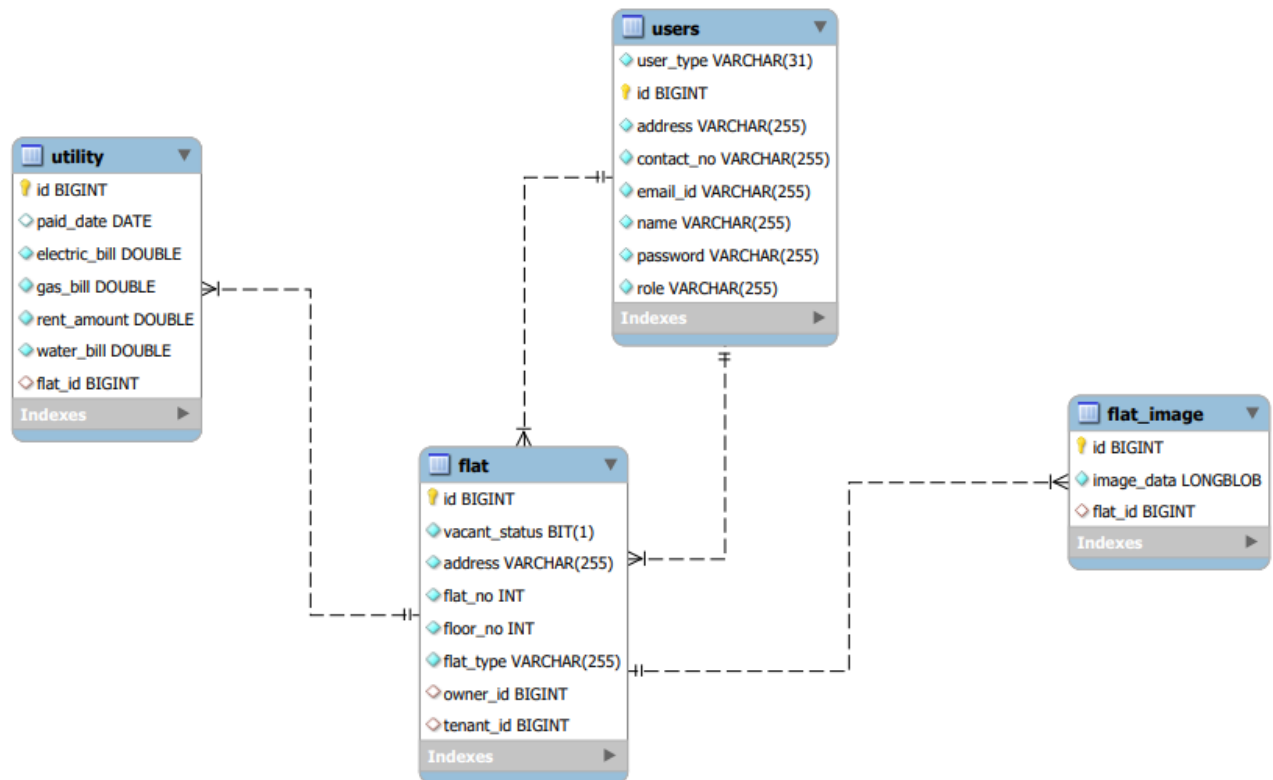 users
user_type VARCHAR(31)
id BIGINT
address VARCHAR(255)
contact_no VARCHAR(255)
email_id VARCHAR(255)
name VARCHAR(255)
password VARCHAR(255)
role VARCHAR(255)
Indexes
utility
id BIGINT
paid_date DATE
electric_bill DOUBLE
gas_bill DOUBLE
rent_amount DOUBLE
water_bill DOUBLE
flat_id BIGINT
Indexes
flat
id BIGINT
vacant_status BIT(1)
address VARCHAR(255)
flat_no INT
floor_no INT
flat_type VARCHAR(255)
owner_id BIGINT
tenant_id BIGINT
Indexes
flat_image
id BIGINT
image_data LONGBLOB
flat_id BIGINT
Indexes